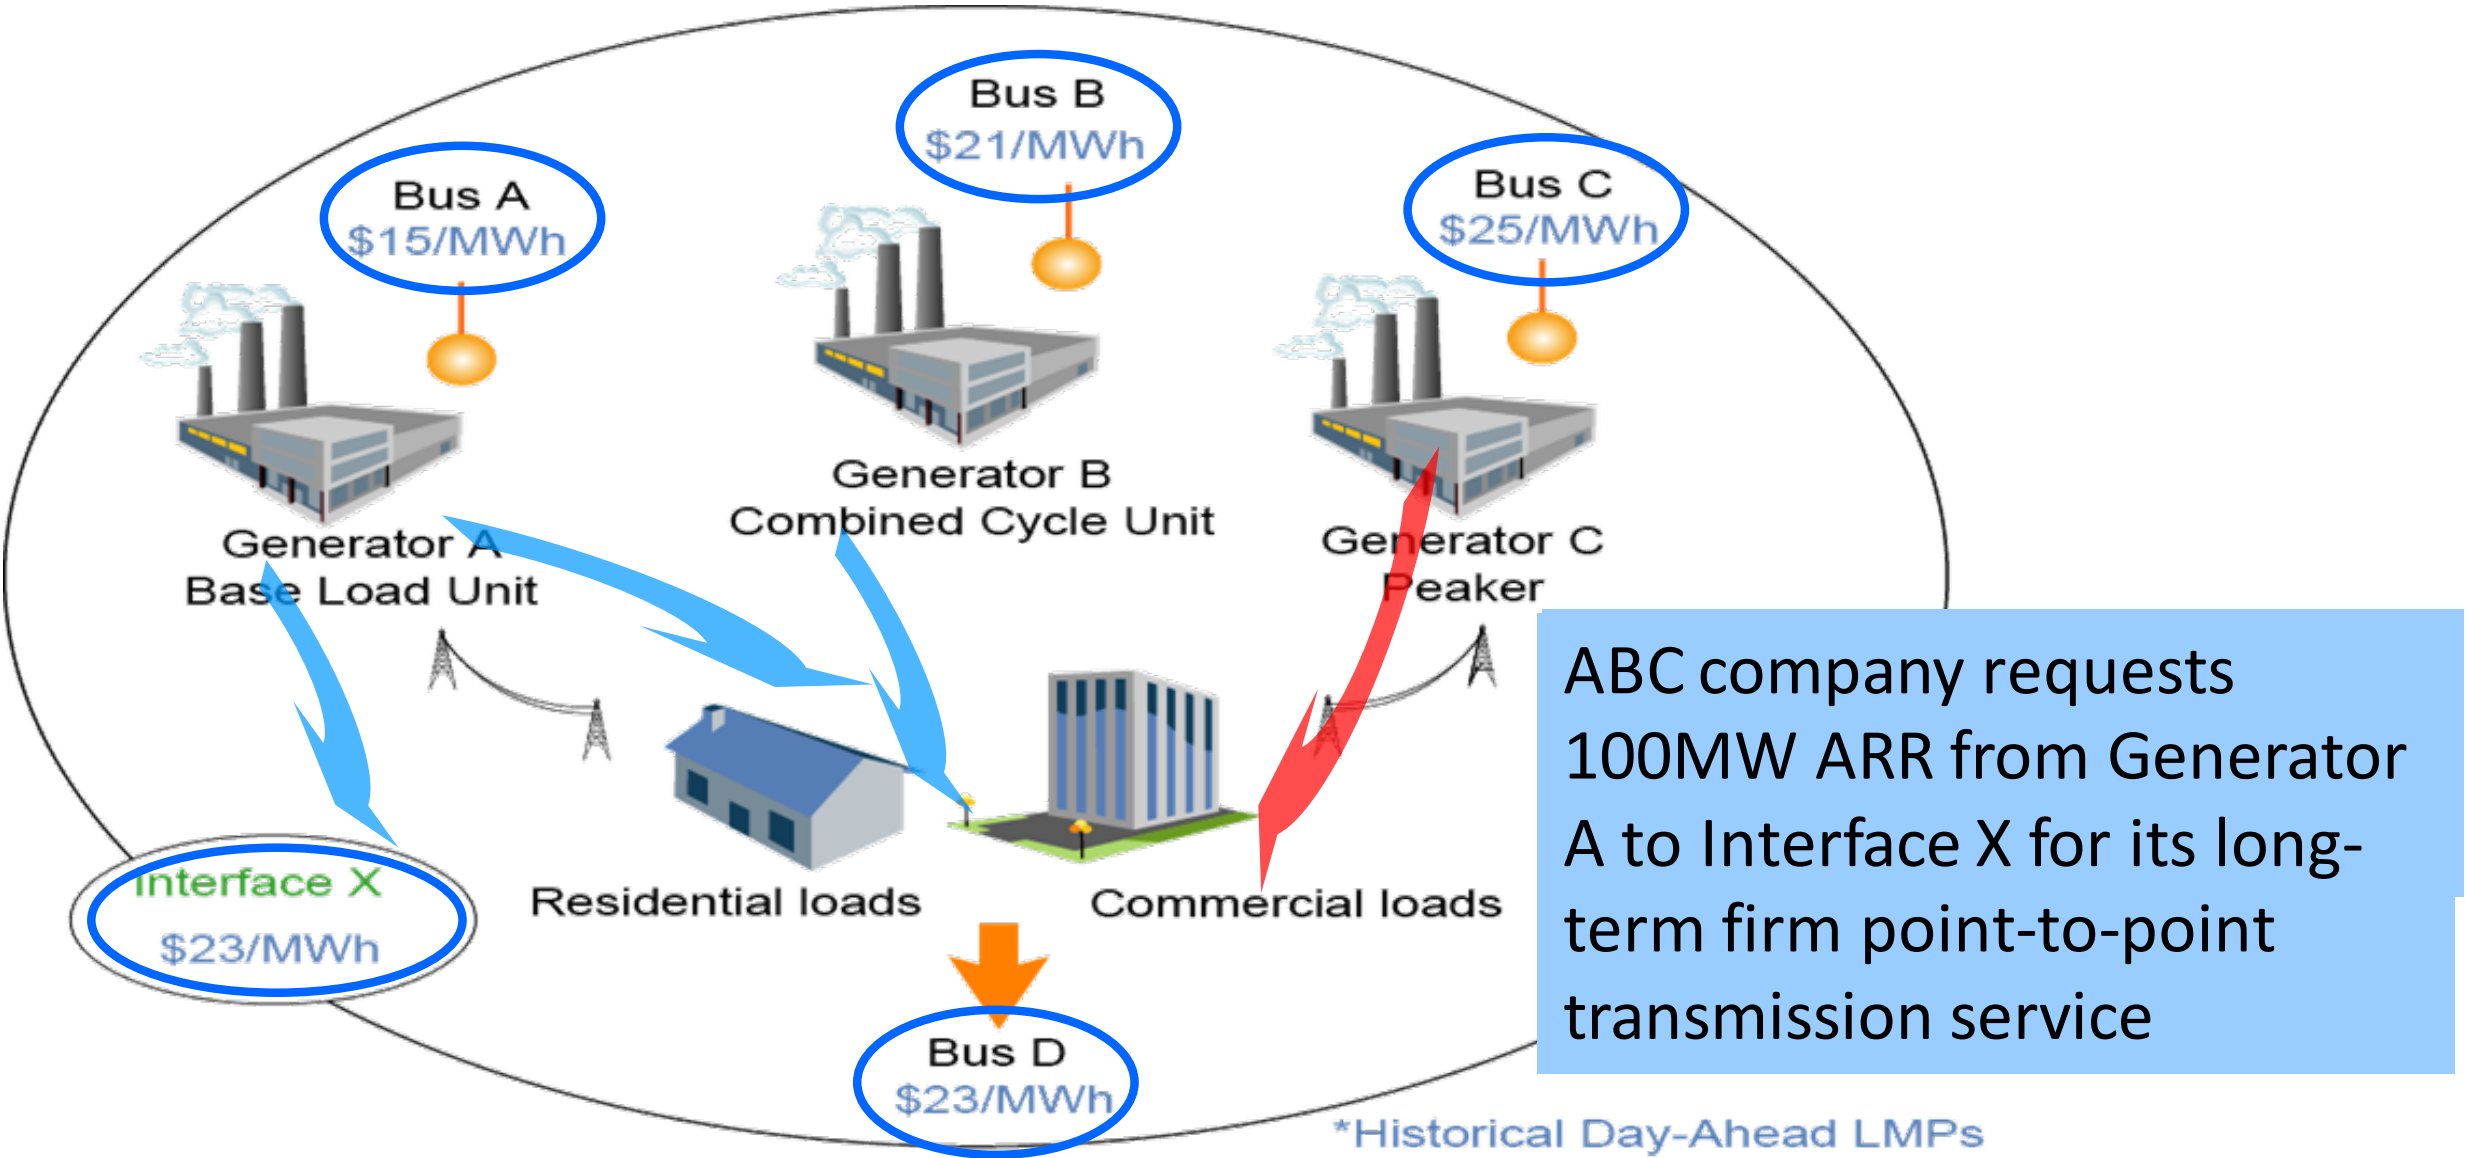 Bus B
$21/MWh
Bus A
$15/MWh
Bus C
$25/MWh
Generator B
Combined Cycle Unit
Generator A
Base Load Unit
Generator C
Peaker
ABC company requests
100MW ARR from Generator
A to Interface X for its long-
term firm point-to-point
transmission service
Interface X
$23/MWh
Residential loads
Commercial loads
Bus D
$23/MWh
*Historical Day-Ahead LMPs